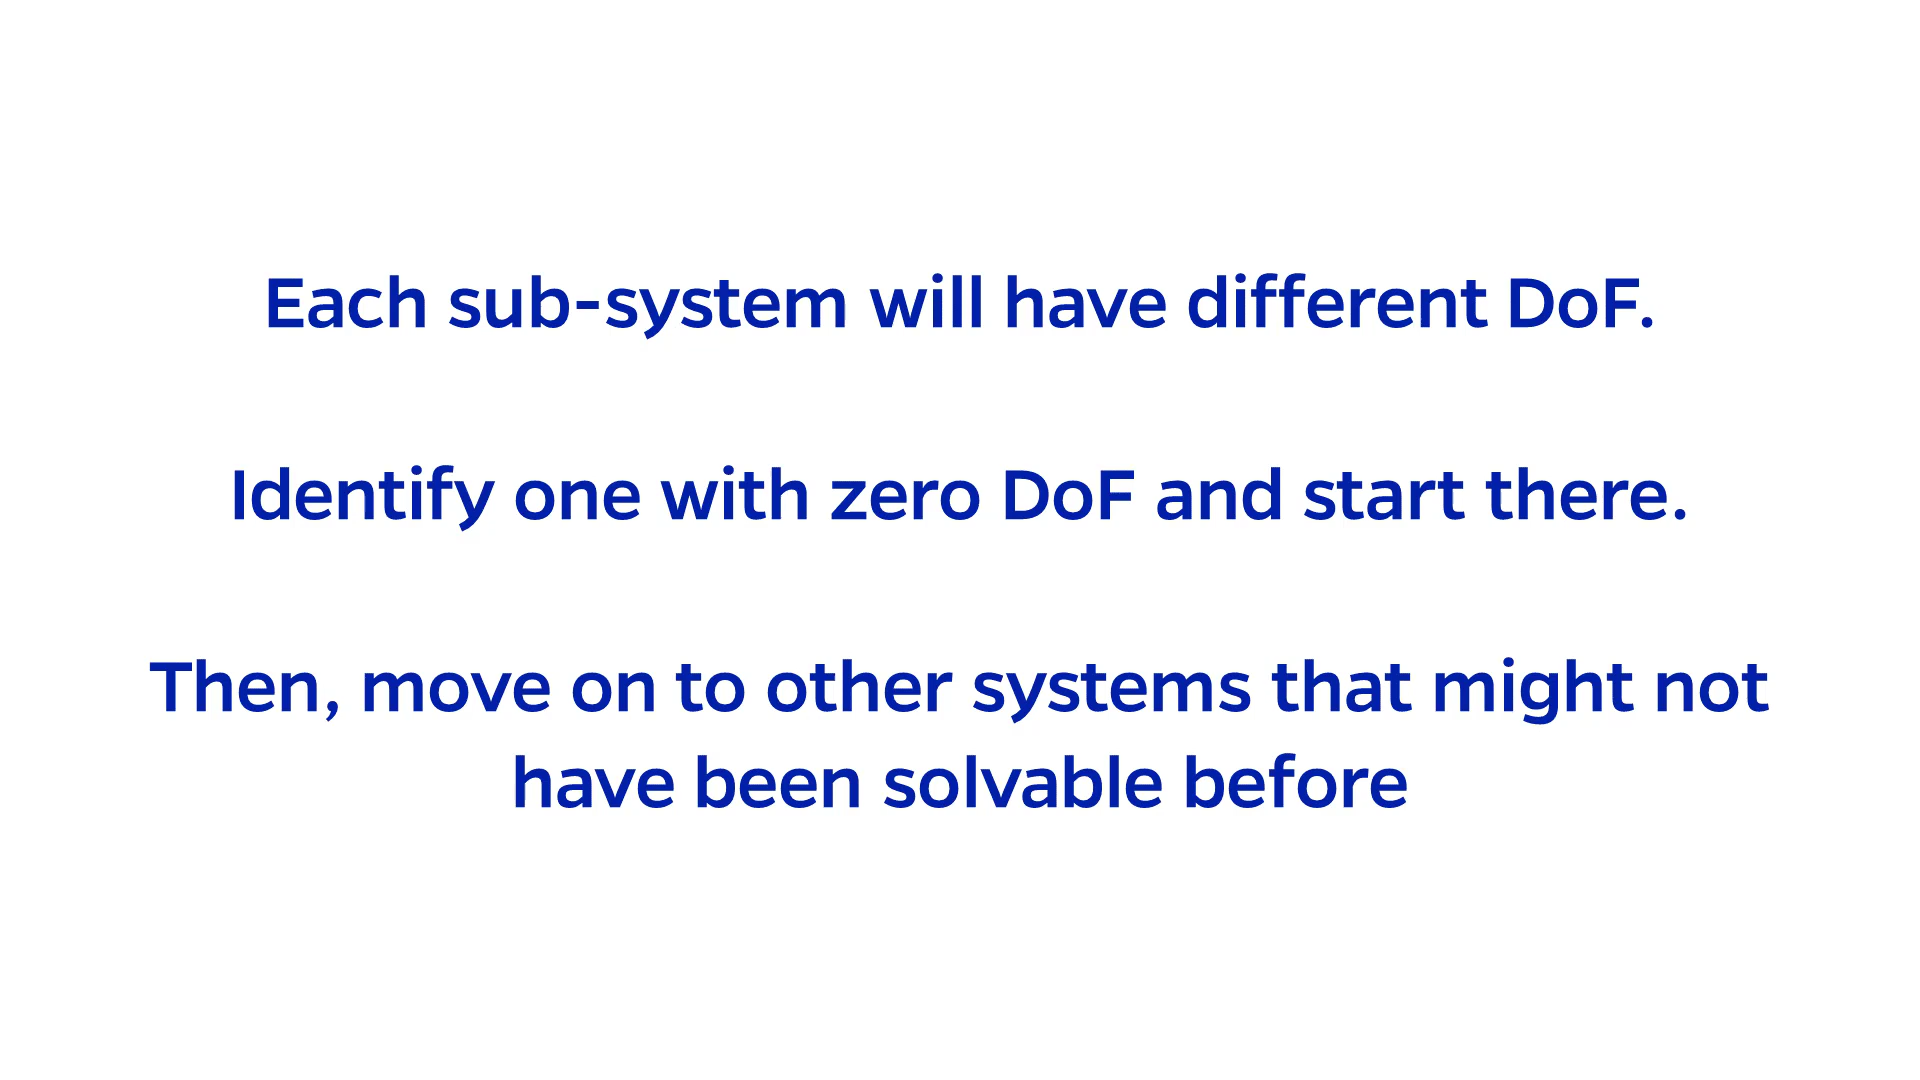 Each sub-system will have different DoF.
Identify one with zero DoF and start there.
Then, move on to other systems that might not
have been solvable before